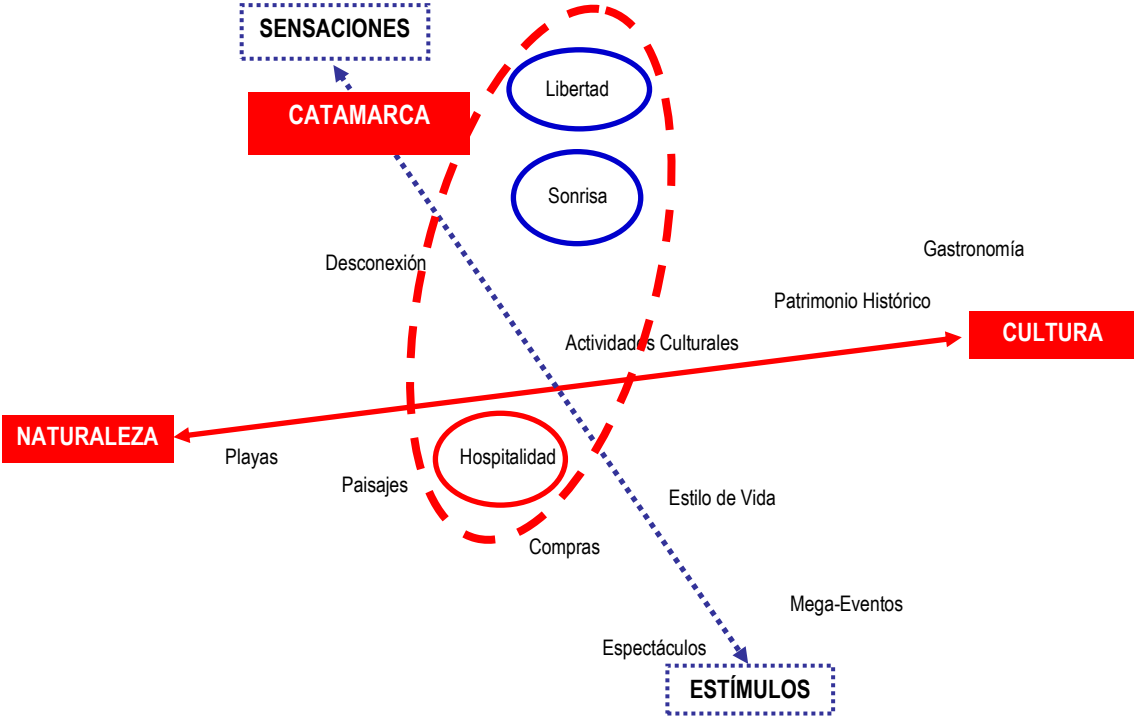 SENSACIONES
Libertad
CATAMARCA
Sonrisa
Gastronomía
Desconexión
Patrimonio Histórico
CULTURA
Actividades Culturales
NATURALEZA
Playas
Hospitalidad
Paisajes
Estilo de Vida
Compras
Mega-Eventos
Espectáculos
ESTÍMULOS